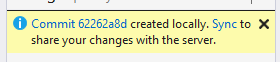 Commit 62262a8d created locally. Sync to
share your changes with the server.